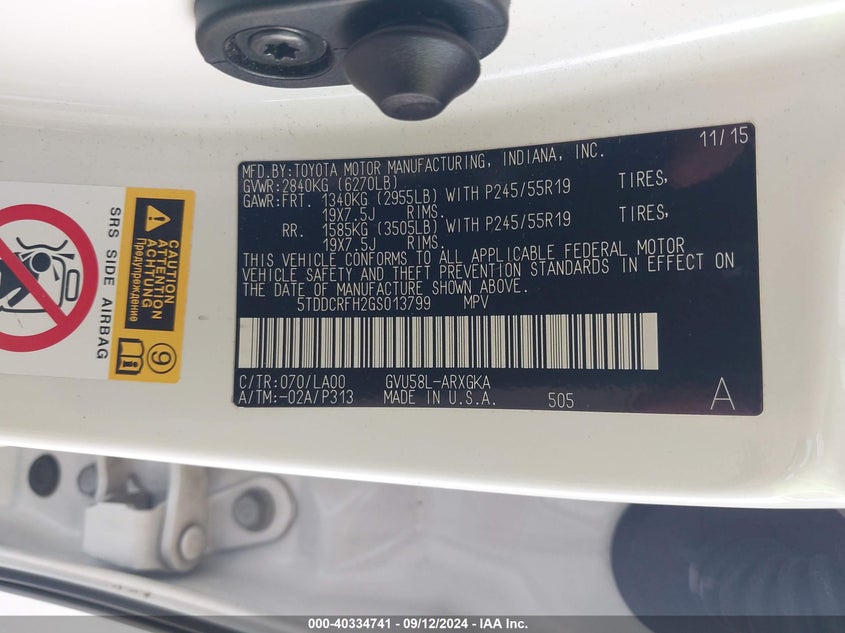 MFD.BY:TOYOTA MOTOR MANUFACTURING, INDIANA, INC. 11/15
GVWR:2840KG (6270LB)
GAWR:FRT. 1340KG (2955LB) WITH P245/55R19 TIRES,
19X7.5J RIMS.
RR. 1585KG (3505LB) WITH P245/55R19 TIRES,
19X7.5J RIMS.
THIS VEHICLE CONFORMS TO ALL APPLICABLE FEDERAL MOTOR
VEHICLE SAFETY AND THEFT PREVENTION STANDARDS IN EFFECT ON
THE DATE OF MANUFACTURE SHOWN ABOVE.
5TDDCRFH2GS013799 MPV
C/TR:070/LA00 GVU58L-ARXGKA
A/TM:-02A/P313 MADE IN U.S.A. 505 A
SRS SIDE AIRBAG
CAUTION
ATTENTION
ACHTUNG
Предупреждение
9
000-40334741 - 09/12/2024 - IAA Inc.